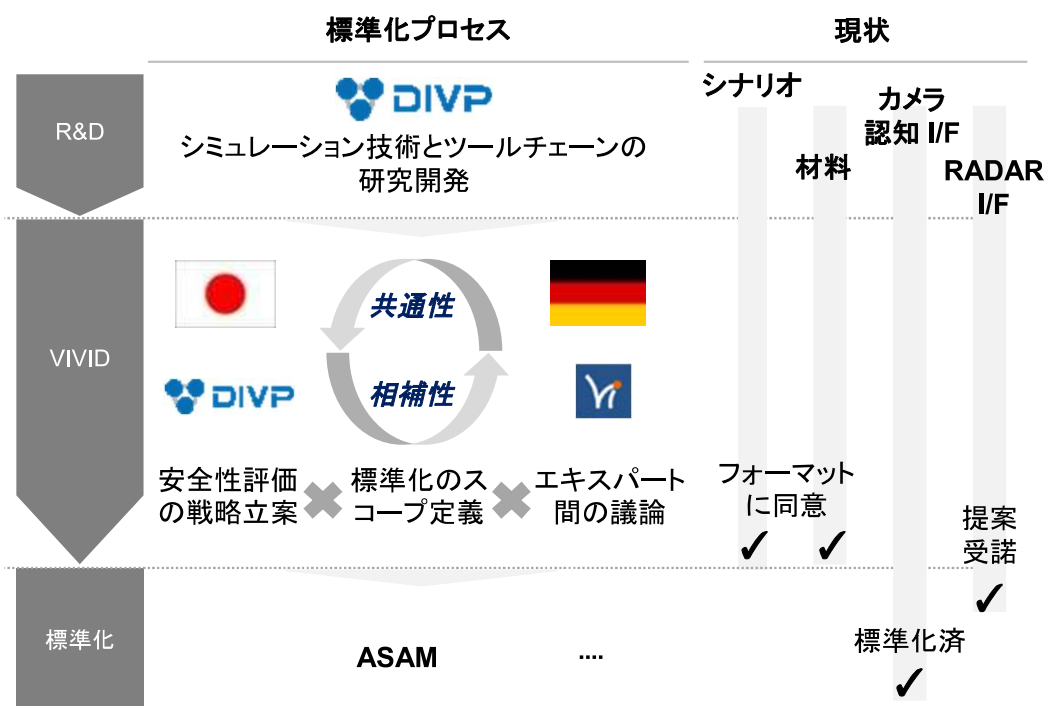 標準化プロセス
現状
R&D
DIVP
シミュレーション技術とツールチェーンの
研究開発
シナリオ
材料
カメラ
認知 I/F
RADAR
I/F
VIVID
共通性
相補性
DIVP
VI
安全性評価
の戦略立案
標準化のス
コープ定義
エキスパート
間の議論
フォーマット
に同意
提案
受諾
標準化
ASAM
....
標準化済